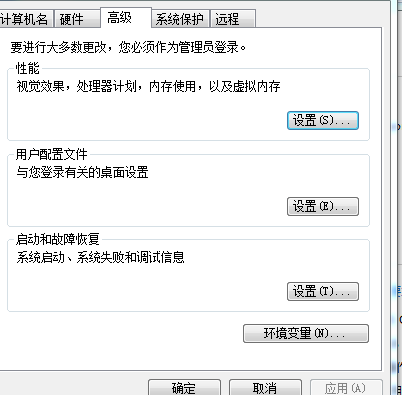 计算机名 硬件 高级 系统保护 远程
要进行大多数更改，您必须作为管理员登录。
性能
视觉效果，处理器计划，内存使用，以及虚拟内存
设置(S)...
用户配置文件
与您登录有关的桌面设置
设置(E)...
启动和故障恢复
系统启动、系统失败和调试信息
设置(T)...
环境变量(N)...
确定 取消 应用(A)